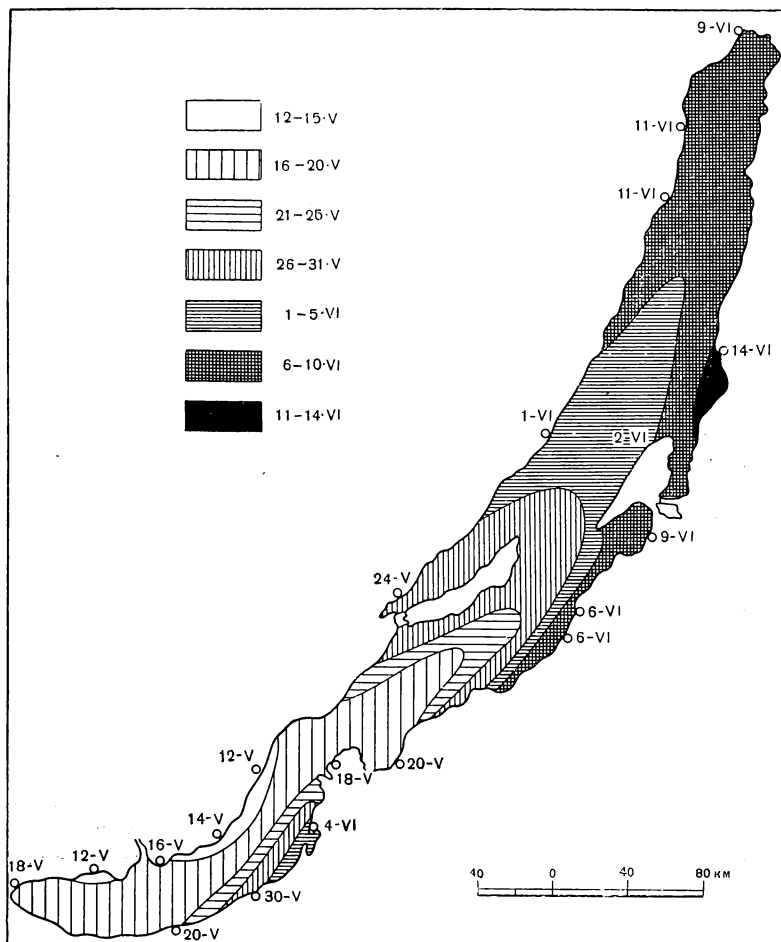 9-VI
12-15·V
11-VI
16-20·V
11-VI
21-25·V
26-31·V
1-5·VI
14-VI
6-10·VI
11-14·VI
1-VI
2-VI
9-VI
24-V
6-VI
6-VI
12-V
18-V
20-V
14-V
4-VI
16-V
12-V
18-V
30-V
20-V
40 0 40 80 км